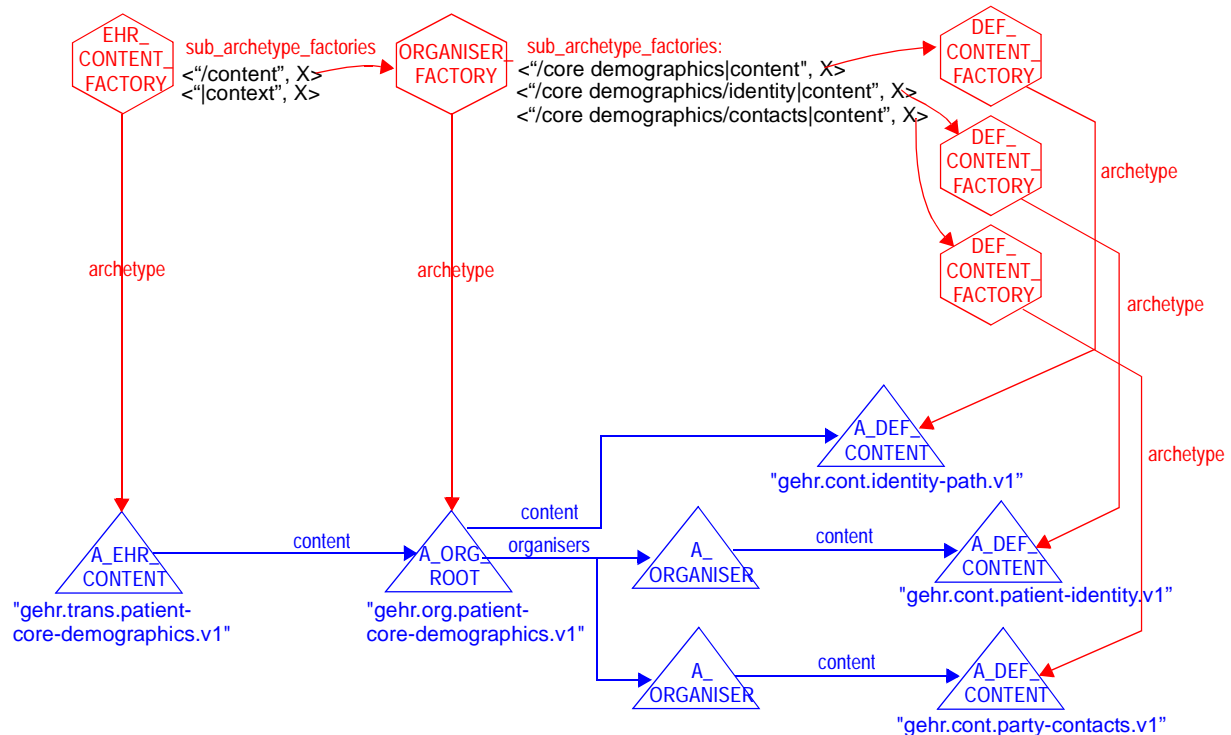 EHR_
CONTENT_
FACTORY
sub_archetype_factories
<“/content”, X>
<“|context”, X>
ORGANISER_
FACTORY
sub_archetype_factories:
<“/core demographics|content", X>
<“/core demographics/identity|content”, X>
<“/core demographics/contacts|content”, X>
DEF_
CONTENT_
FACTORY
DEF_
CONTENT_
FACTORY
DEF_
CONTENT_
FACTORY
archetype
archetype
archetype
archetype
archetype
A_DEF_
CONTENT
"gehr.cont.identity-path.v1”
A_EHR_
CONTENT
"gehr.trans.patient-
core-demographics.v1"
content
A_ORG_
ROOT
"gehr.org.patient-
core-demographics.v1"
content
organisers
A_
ORGANISER
content
A_DEF_
CONTENT
"gehr.cont.patient-identity.v1”
A_
ORGANISER
content
A_DEF_
CONTENT
"gehr.cont.party-contacts.v1”